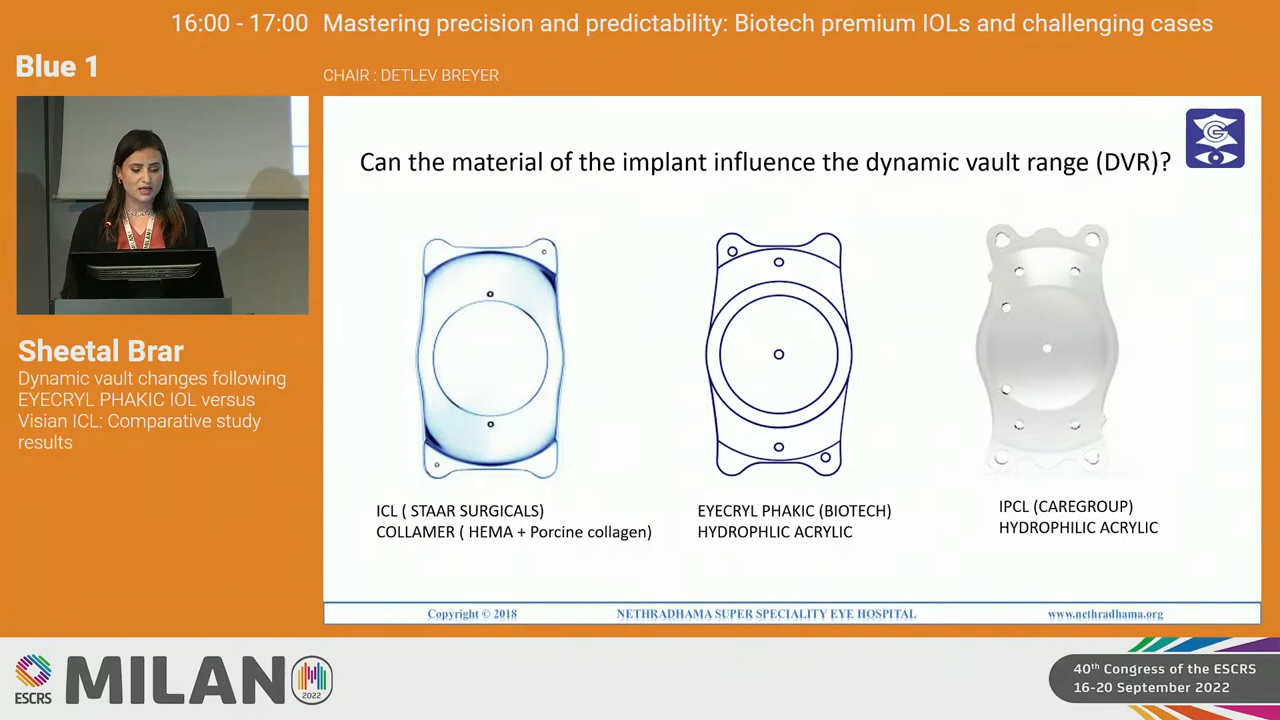 16:00 - 17:00 Mastering precision and predictability: Biotech premium IOLs and challenging cases
Blue 1
CHAIR : DETLEV BREYER
Can the material of the implant influence the dynamic vault range (DVR)?
MILAN
Sheetal Brar
Dynamic vault changes following
EYECRYL PHAKIC IOL versus
Visian ICL: Comparative study
results
ICL ( STAAR SURGICALS)
COLLAMER ( HEMA + Porcine collagen)
EYECRYL PHAKIC (BIOTECH)
HYDROPHLIC ACRYLIC
IPCL (CAREGROUP)
HYDROPHILIC ACRYLIC
Copyright © 2018 NETHRADHAMA SUPER SPECIALITY EYE HOSPITAL www.nethradhama.org
ESCRS
MILANO
2022
40th Congress of the ESCRS
16-20 September 2022